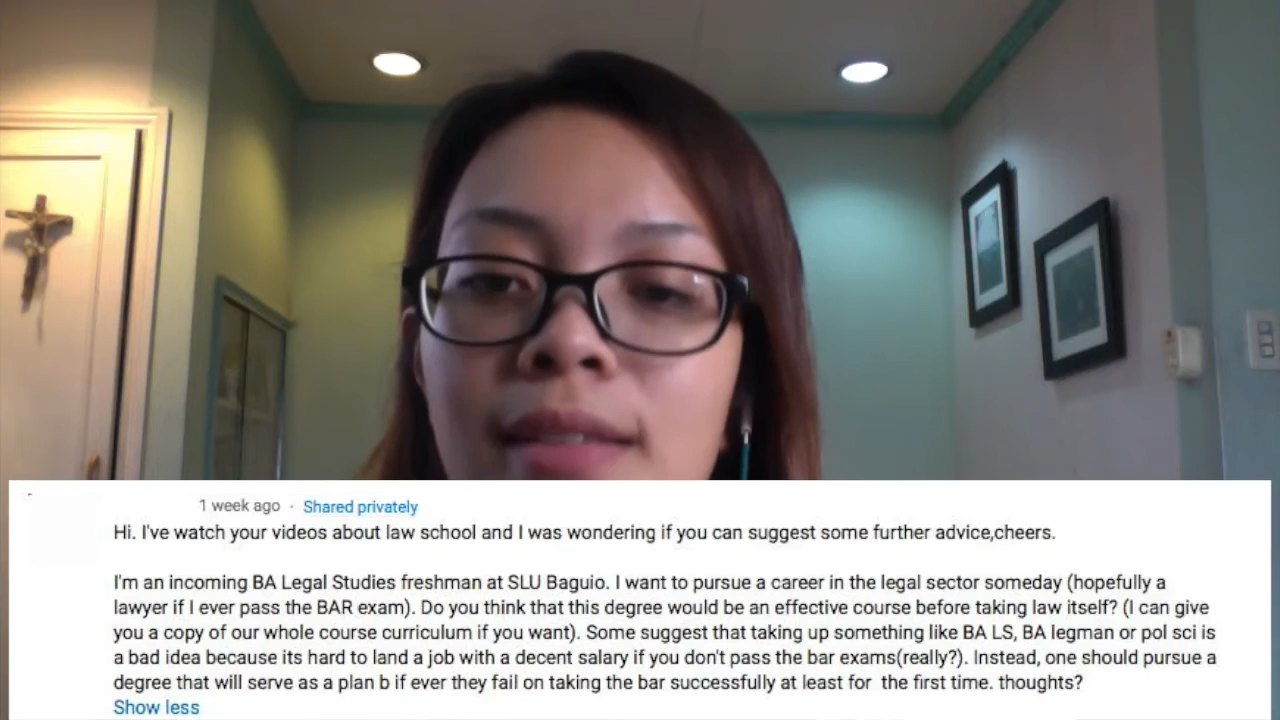 1 week ago · Shared privately
Hi. I've watch your videos about law school and I was wondering if you can suggest some further advice,cheers.
I'm an incoming BA Legal Studies freshman at SLU Baguio. I want to pursue a career in the legal sector someday (hopefully a
lawyer if I ever pass the BAR exam). Do you think that this degree would be an effective course before taking law itself? (I can give
you a copy of our whole course curriculum if you want). Some suggest that taking up something like BA LS, BA legman or pol sci is
a bad idea because its hard to land a job with a decent salary if you don't pass the bar exams(really?). Instead, one should pursue a
degree that will serve as a plan b if ever they fail on taking the bar successfully at least for the first time. thoughts?
Show less